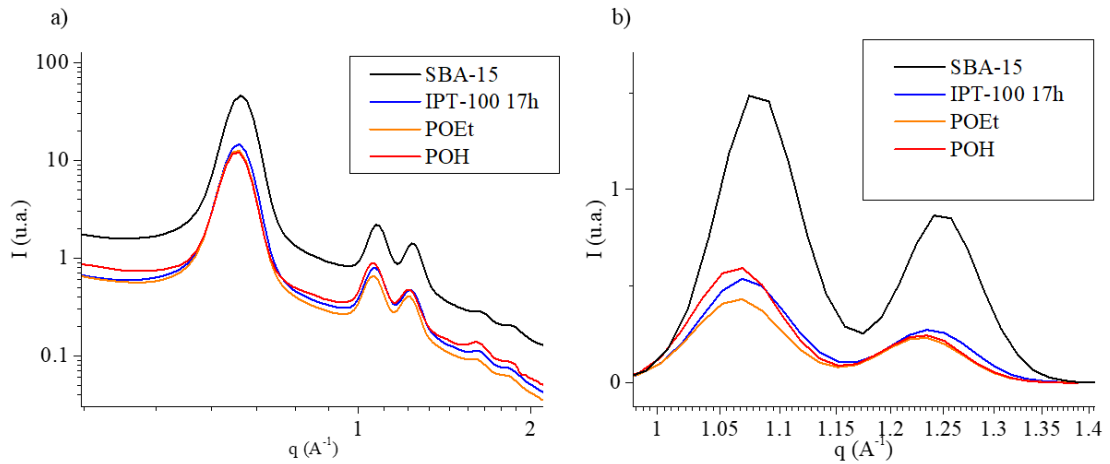 a)
I (u.a.)
100
10
1
0.1
SBA-15
IPT-100 17h
POEt
POH
1
2
q (A⁻¹)
b)
I (u.a.)
1
0
SBA-15
IPT-100 17h
POEt
POH
1
1.05
1.1
1.15
1.2
1.25
1.3
1.35
1.4
q (A⁻¹)